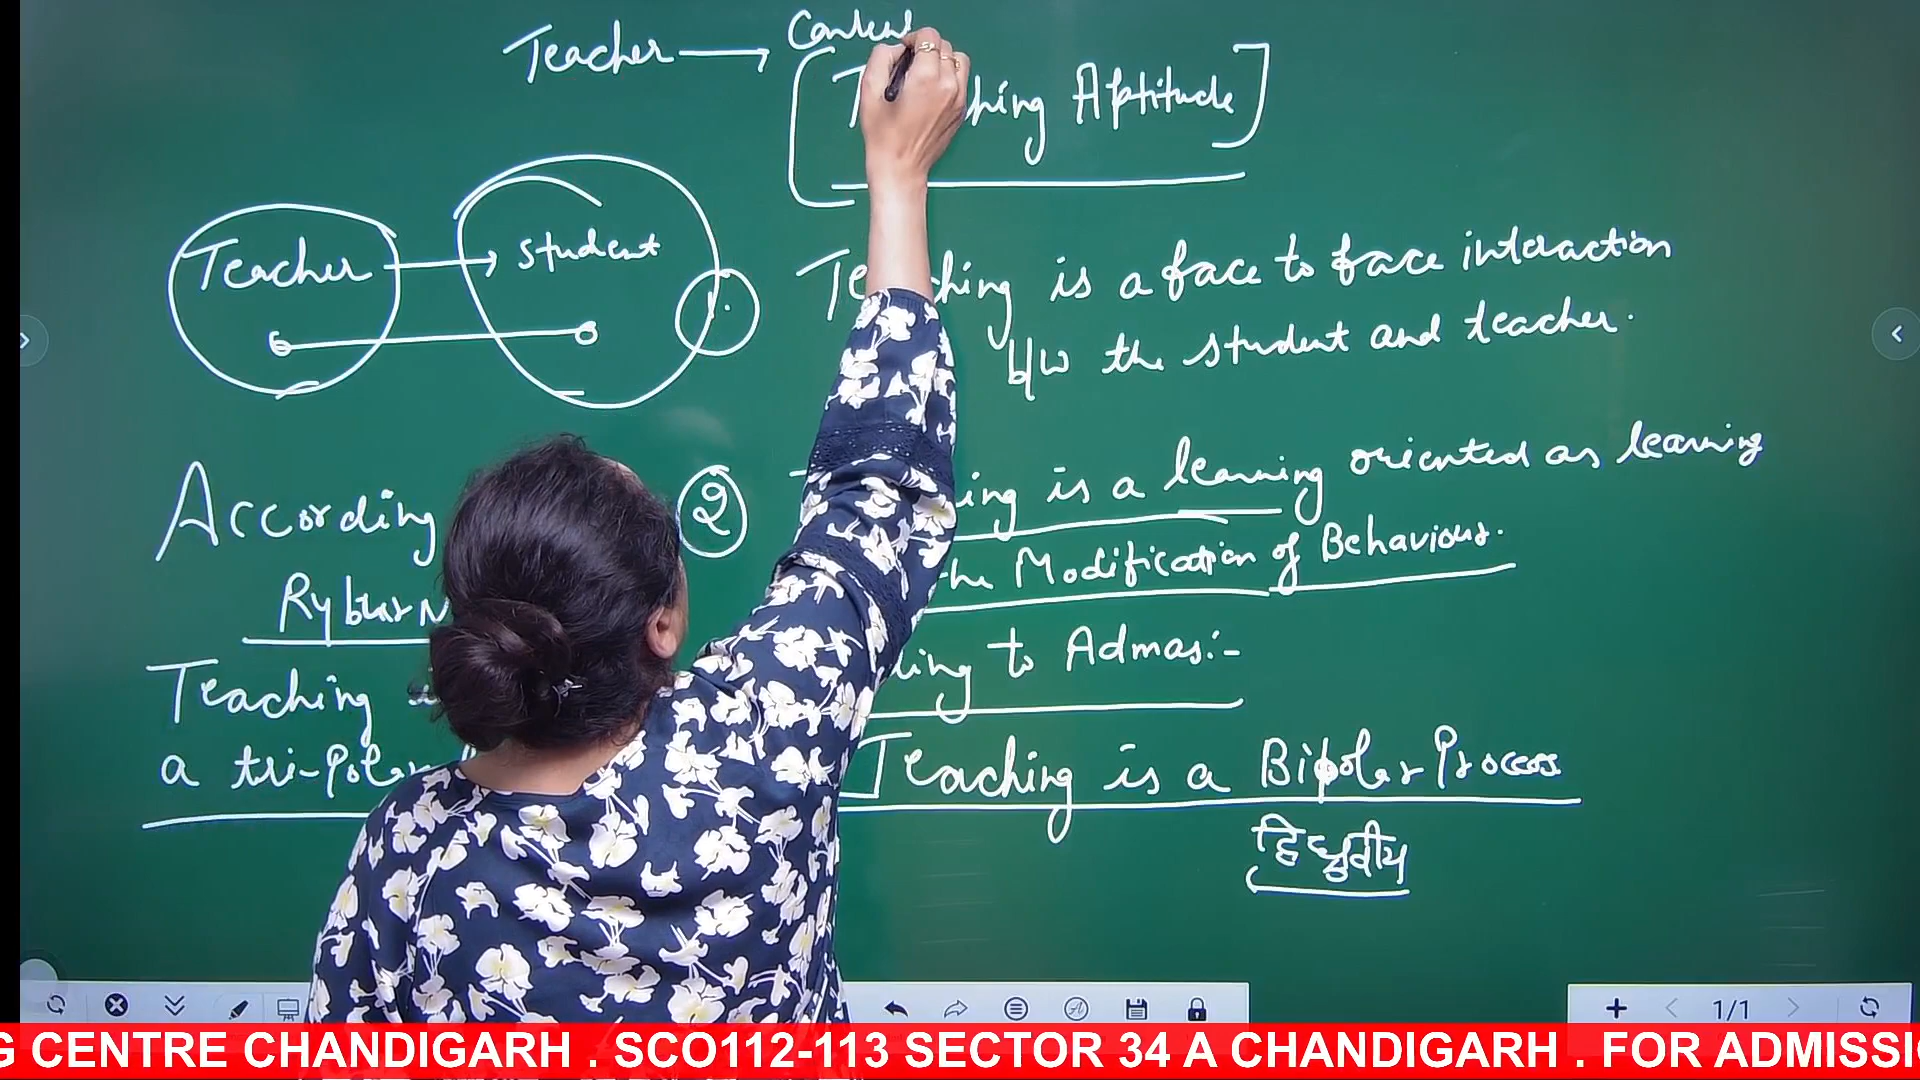 Teacher → Content
[Teaching Aptitude]
Teacher → student
Teaching is a face to face interaction
b/w the student and teacher.
According
② ing is a learning oriented as learning
the Modification of Behaviour.
Ryburn
ding to Admas:-
Teaching
a tri-Polar
Teaching is a Bipolar Process
द्विध्रुवीय
1/1
G CENTRE CHANDIGARH . SCO112-113 SECTOR 34 A CHANDIGARH . FOR ADMISSI